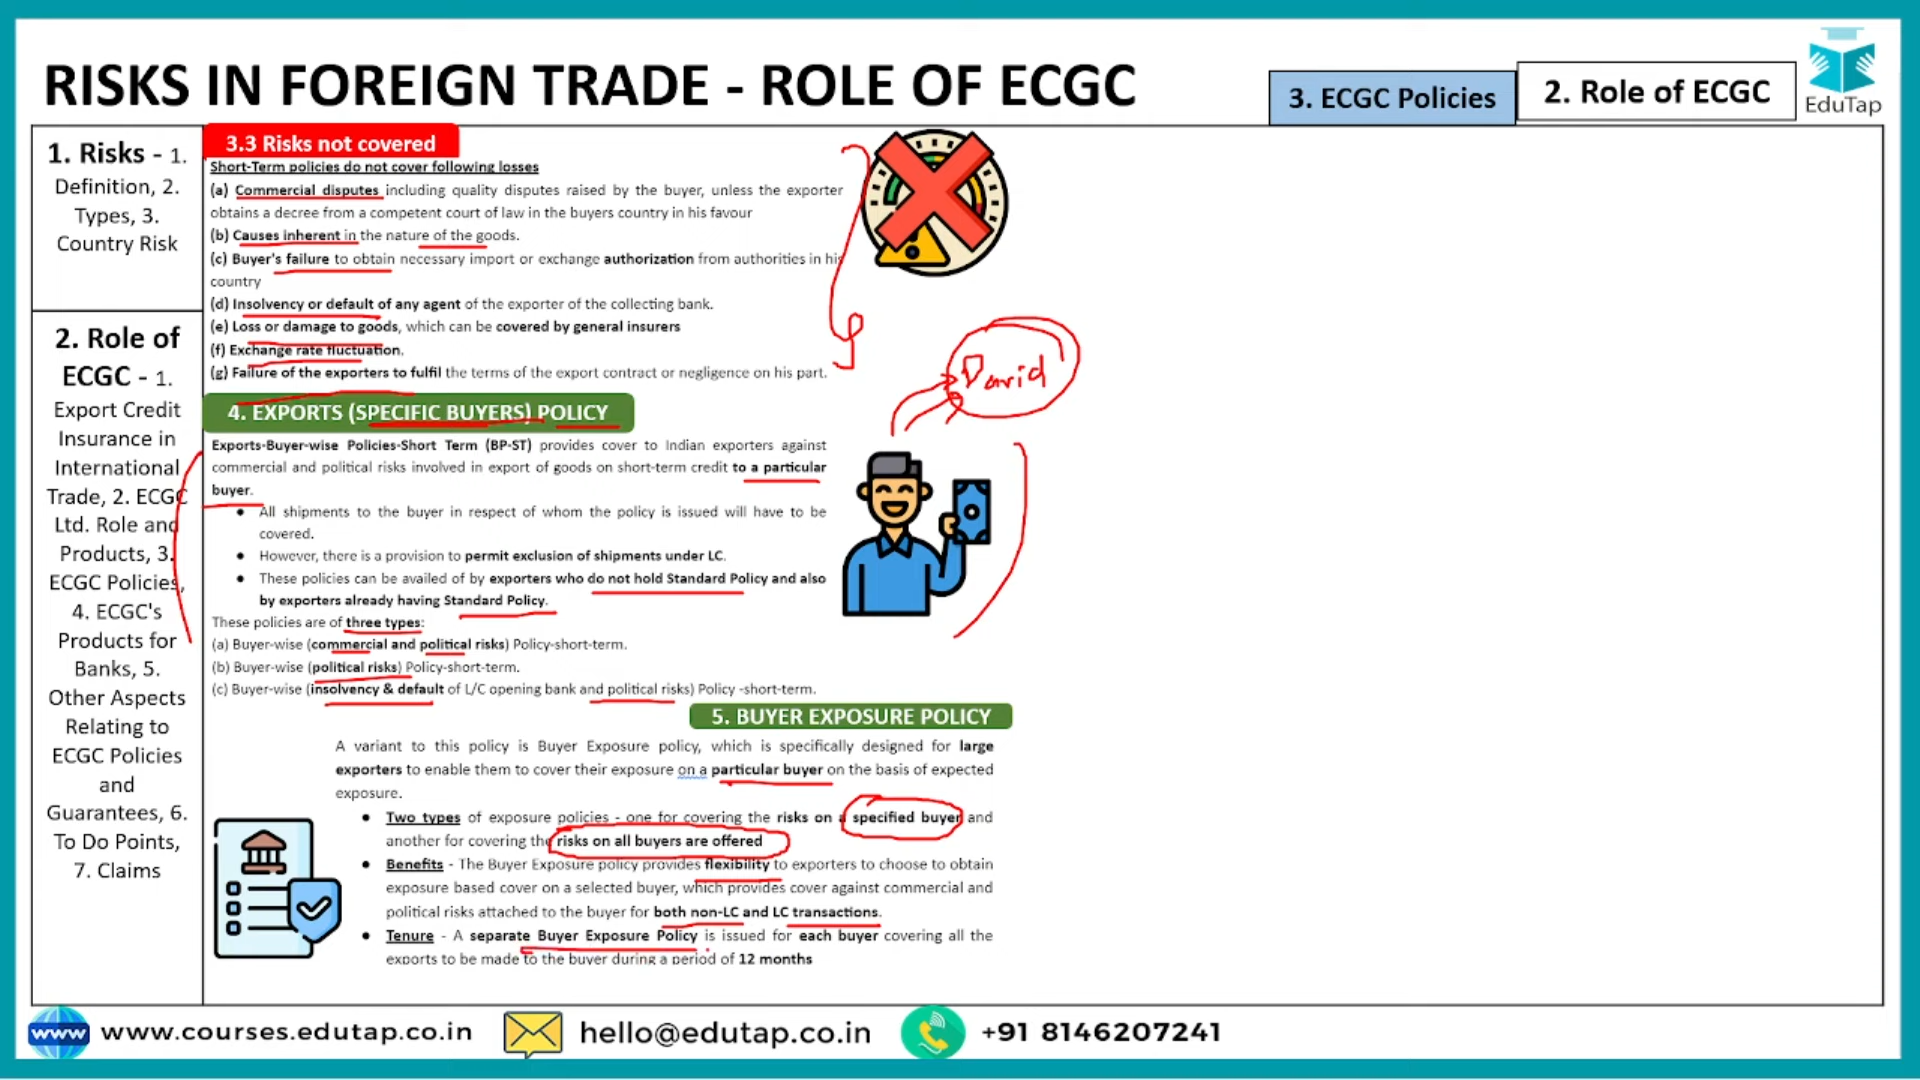 RISKS IN FOREIGN TRADE - ROLE OF ECGC
3. ECGC Policies
2. Role of ECGC
EduTap
1. Risks - 1.
Definition, 2.
Types, 3.
Country Risk
2. Role of
ECGC - 1.
Export Credit
Insurance in
International
Trade, 2. ECGC
Ltd. Role and
Products, 3.
ECGC Policies,
4. ECGC's
Products for
Banks, 5.
Other Aspects
Relating to
ECGC Policies
and
Guarantees, 6.
To Do Points,
7. Claims
3.3 Risks not covered
Short-Term policies do not cover following losses
(a) Commercial disputes including quality disputes raised by the buyer, unless the exporter
obtains a decree from a competent court of law in the buyers country in his favour
(b) Causes inherent in the nature of the goods.
(c) Buyer's failure to obtain necessary import or exchange authorization from authorities in his
country
(d) Insolvency or default of any agent of the exporter of the collecting bank.
(e) Loss or damage to goods, which can be covered by general insurers
(f) Exchange rate fluctuation.
(g) Failure of the exporters to fulfil the terms of the export contract or negligence on his part.
David
4. EXPORTS (SPECIFIC BUYERS) POLICY
Exports-Buyer-wise Policies-Short Term (BP-ST) provides cover to Indian exporters against
commercial and political risks involved in export of goods on short-term credit to a particular
buyer.
• All shipments to the buyer in respect of whom the policy is issued will have to be
covered.
• However, there is a provision to permit exclusion of shipments under LC.
• These policies can be availed of by exporters who do not hold Standard Policy and also
by exporters already having Standard Policy.
These policies are of three types:
(a) Buyer-wise (commercial and political risks) Policy-short-term.
(b) Buyer-wise (political risks) Policy-short-term.
(c) Buyer-wise (insolvency & default of L/C opening bank and political risks) Policy -short-term.
5. BUYER EXPOSURE POLICY
A variant to this policy is Buyer Exposure policy, which is specifically designed for large
exporters to enable them to cover their exposure on a particular buyer on the basis of expected
exposure.
• Two types of exposure policies - one for covering the risks on a specified buyer and
another for covering the risks on all buyers are offered
• Benefits - The Buyer Exposure policy provides flexibility to exporters to choose to obtain
exposure based cover on a selected buyer, which provides cover against commercial and
political risks attached to the buyer for both non-LC and LC transactions.
• Tenure - A separate Buyer Exposure Policy is issued for each buyer covering all the
exports to be made to the buyer during a period of 12 months
www
www.courses.edutap.co.in
hello@edutap.co.in
+91 8146207241